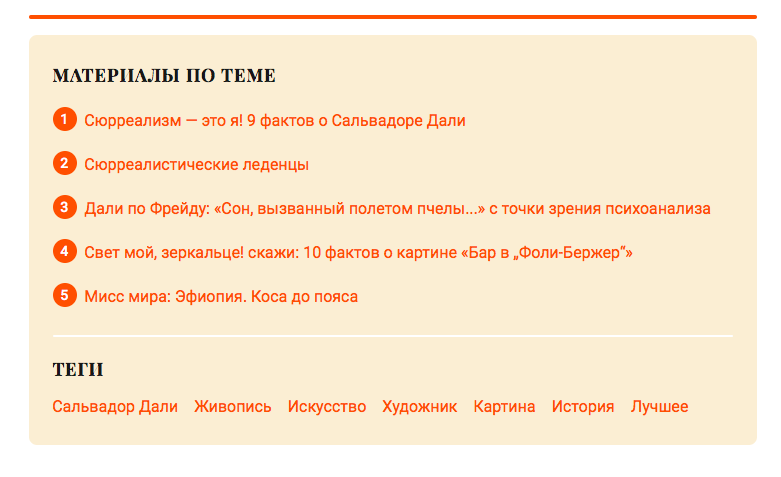 МАТЕРИАЛЫ ПО ТЕМЕ
1 Сюрреализм — это я! 9 фактов о Сальвадоре Дали
2 Сюрреалистические леденцы
3 Дали по Фрейду: «Сон, вызванный полетом пчелы...» с точки зрения психоанализа
4 Свет мой, зеркальце! скажи: 10 фактов о картине «Бар в „Фоли-Бержер“»
5 Мисс мира: Эфиопия. Коса до пояса
ТЕГИ
Сальвадор Дали Живопись Искусство Художник Картина История Лучшее